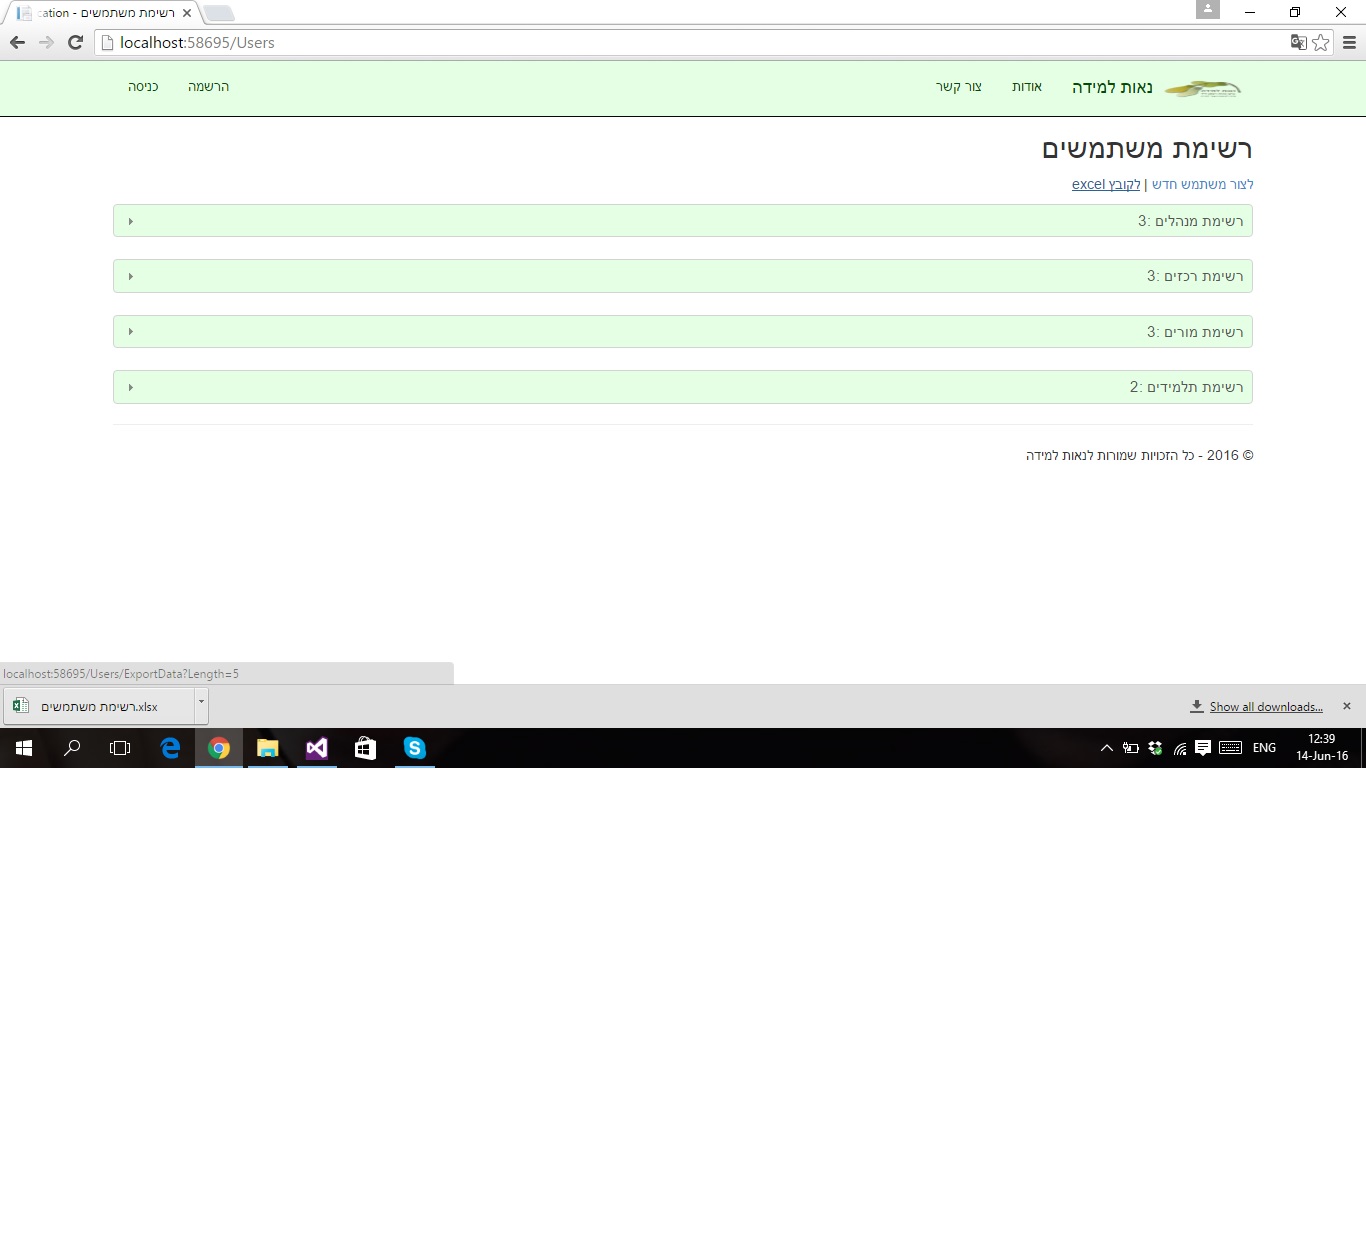 cation - רשימת משתמשים
localhost:58695/Users
נאות למידה
אודות
צור קשר
הרשמה
כניסה
רשימת משתמשים
לצור משתמש חדש | לקובץ excel
רשימת מנהלים :3
רשימת רכזים :3
רשימת מורים :3
רשימת תלמידים :2
© 2016 - כל הזכויות שמורות לנאות למידה
localhost:58695/Users/ExportData?Length=5
רשימת משתמשים.xlsx
Show all downloads...
ENG
12:39
14-Jun-16